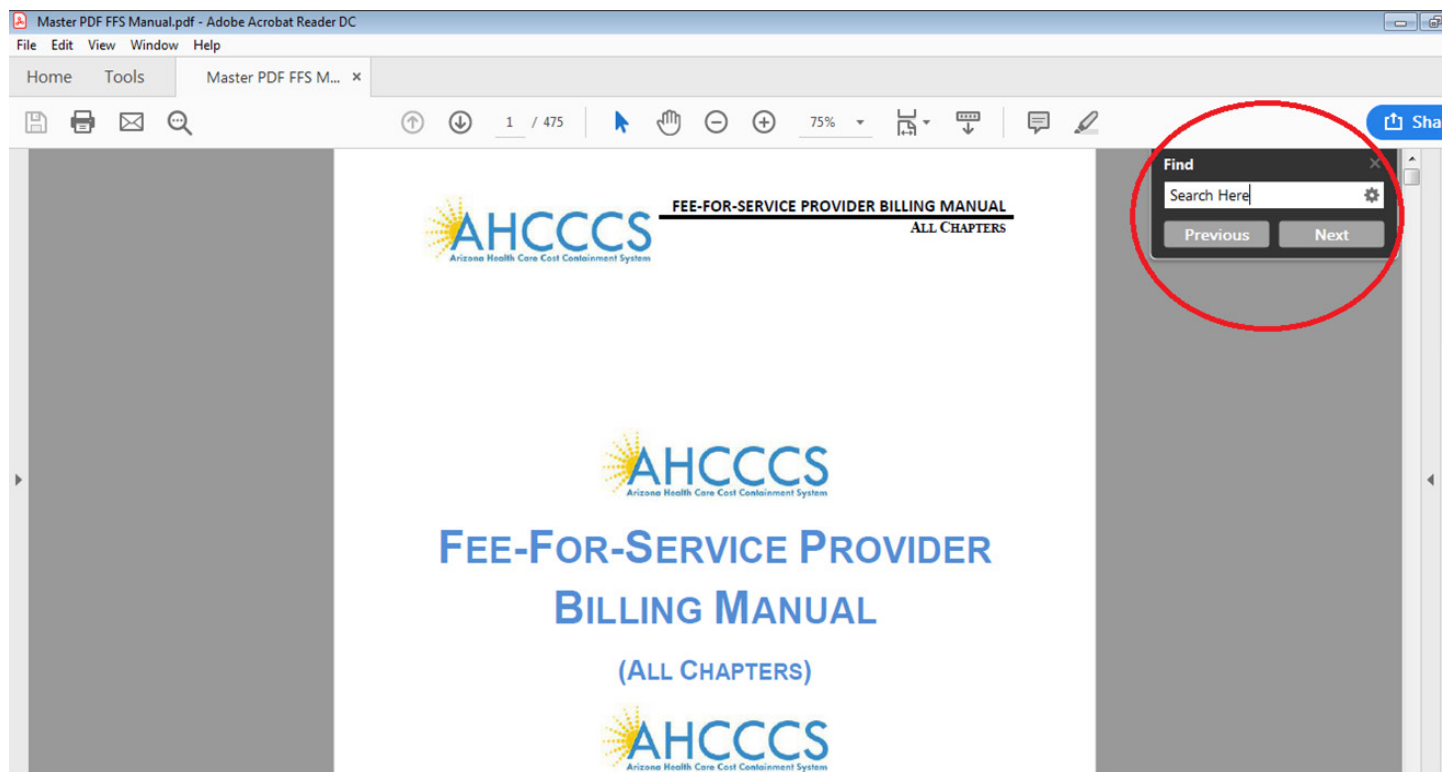 Master PDF FFS Manual.pdf - Adobe Acrobat Reader DC
File Edit View Window Help
Home Tools Master PDF FFS M... ×
1 / 475 75% Sha
Find ×
Search Here
Previous Next
AHCCCS
Arizona Health Care Cost Containment System
FEE-FOR-SERVICE PROVIDER BILLING MANUAL
ALL CHAPTERS
AHCCCS
Arizona Health Care Cost Containment System
FEE-FOR-SERVICE PROVIDER
BILLING MANUAL
(ALL CHAPTERS)
AHCCCS
Arizona Health Care Cost Containment System